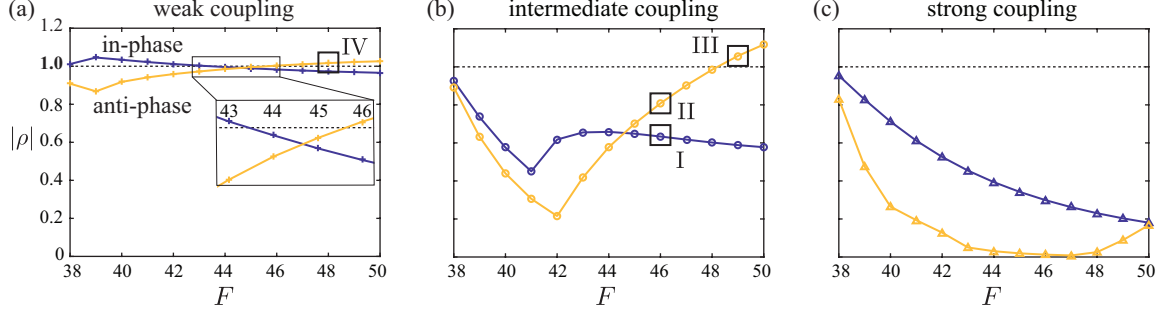 (a) weak coupling
1.2
1.0
0.8
0.6
0.4
0.2
0
|ρ|
in-phase
anti-phase
IV
43 44 45 46
38 40 42 44 46 48 50
F
(b) intermediate coupling
III
II
I
38 40 42 44 46 48 50
F
(c) strong coupling
38 40 42 44 46 48 50
F